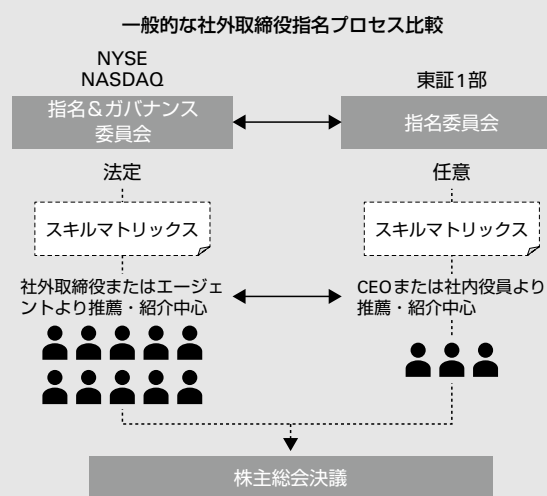 一般的な社外取締役指名プロセス比較
NYSE
NASDAQ
東証1部
指名＆ガバナンス
委員会
指名委員会
法定
任意
スキルマトリックス
スキルマトリックス
社外取締役またはエージェ
ントより推薦・紹介中心
CEOまたは社内役員より
推薦・紹介中心
株主総会決議